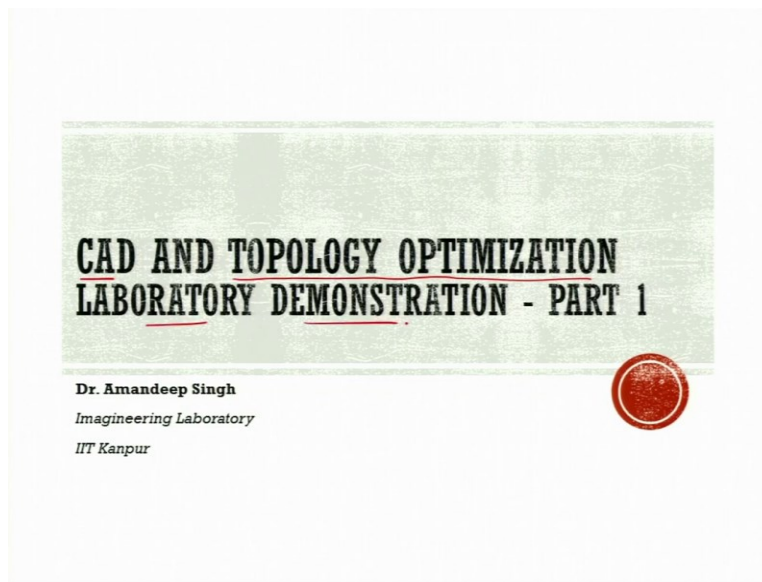 CAD AND TOPOLOGY OPTIMIZATION
LABORATORY DEMONSTRATION - PART 1
Dr. Amandeep Singh
Imagineering Laboratory
IIT Kanpur